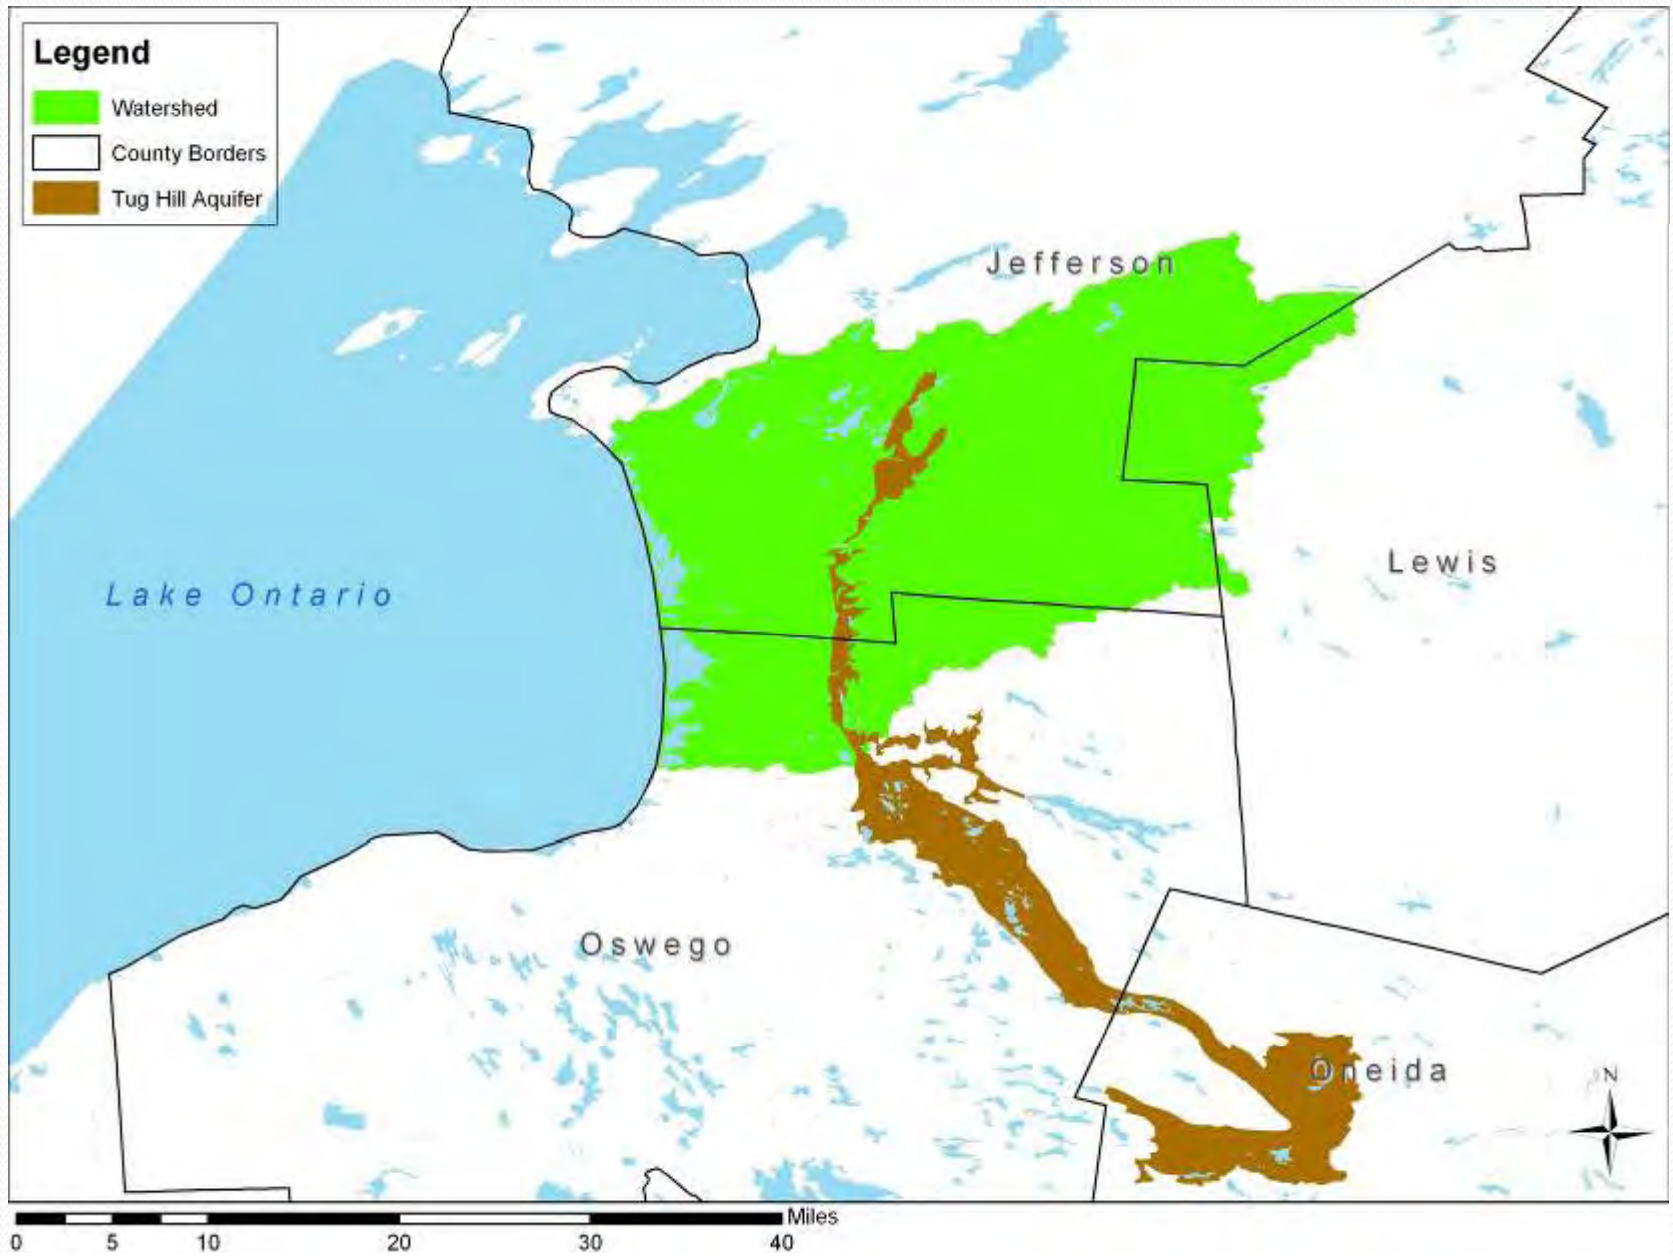 Legend
Watershed
County Borders
Tug Hill Aquifer
Jefferson
Lewis
Lake Ontario
Oswego
Oneida
N
Miles
0 5 10 20 30 40